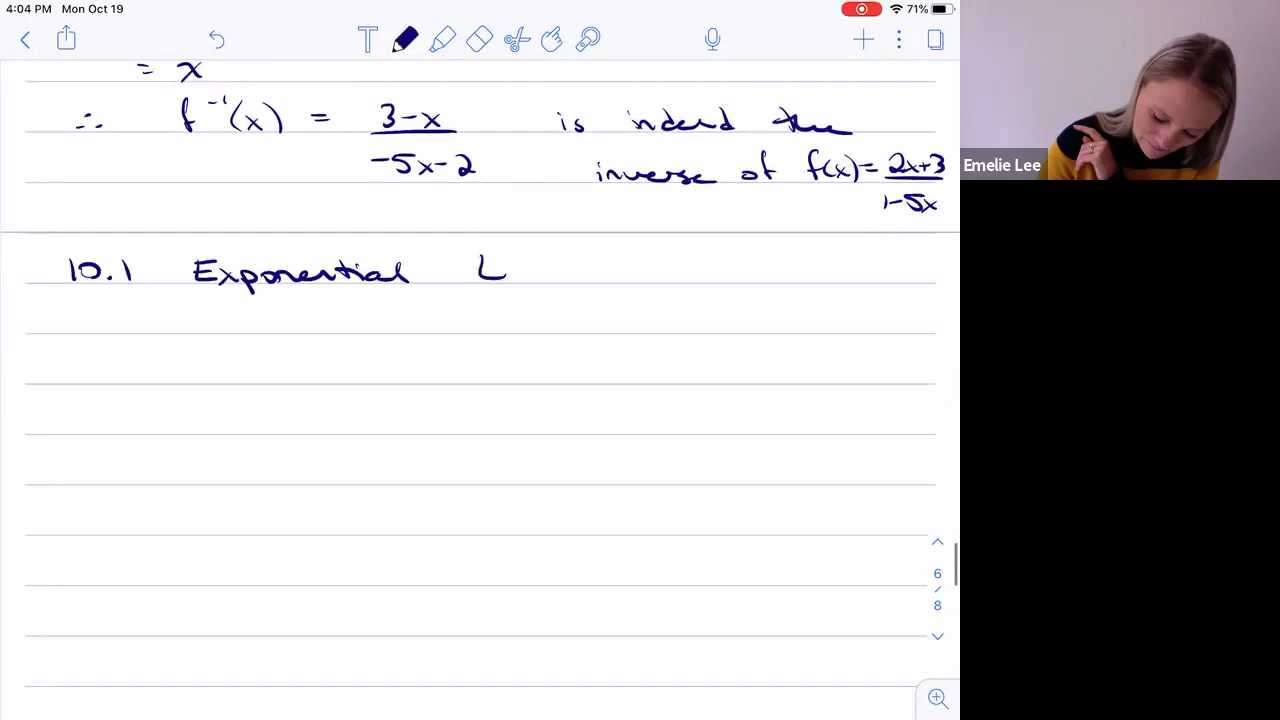 4:04 PM Mon Oct 19
71%
= x
∴ f⁻¹(x) = (3-x)/(-5x-2) is indeed the
inverse of f(x) = (2x+3)/(1-5x)
Emelie Lee
10.1 Exponential L
6
/
8